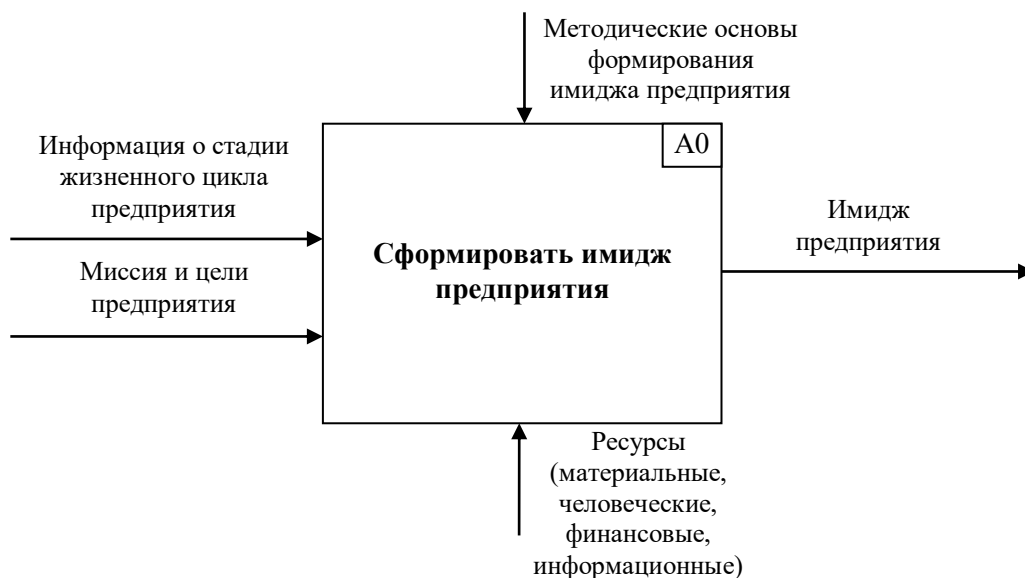 Методические основы
формирования
имиджа предприятия
А0
Информация о стадии
жизненного цикла
предприятия
Миссия и цели
предприятия
Сформировать имидж
предприятия
Имидж
предприятия
Ресурсы
(материальные,
человеческие,
финансовые,
информационные)